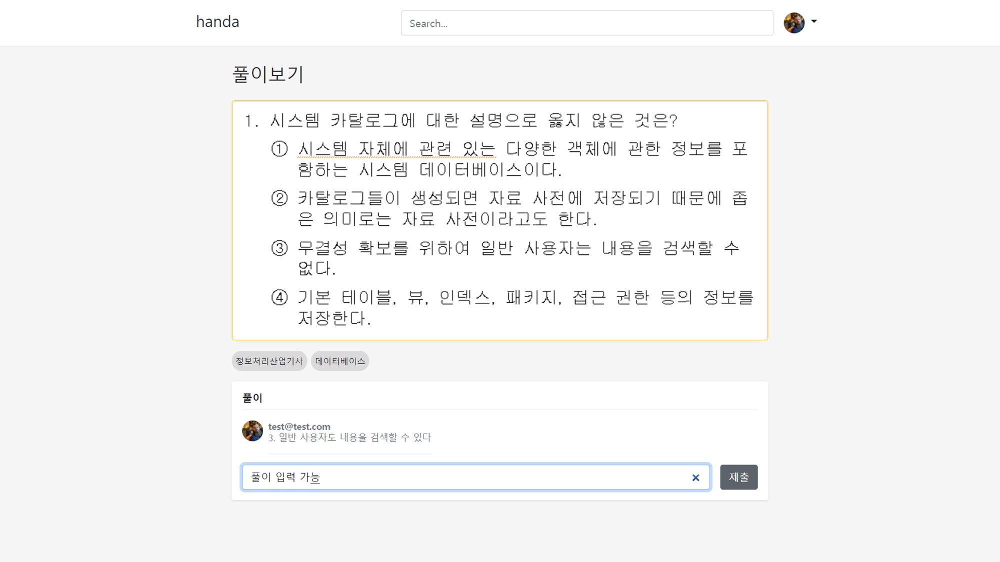 handa
Search...
풀이보기
1. 시스템 카탈로그에 대한 설명으로 옳지 않은 것은?
① 시스템 자체에 관련 있는 다양한 객체에 관한 정보를 포
함하는 시스템 데이터베이스이다.
② 카탈로그들이 생성되면 자료 사전에 저장되기 때문에 좁
은 의미로는 자료 사전이라고도 한다.
③ 무결성 확보를 위하여 일반 사용자는 내용을 검색할 수
없다.
④ 기본 테이블, 뷰, 인덱스, 패키지, 접근 권한 등의 정보를
저장한다.
정보처리산업기사 데이터베이스
풀이
test@test.com
3. 일반 사용자도 내용을 검색할 수 있다
풀이 입력 가능
제출